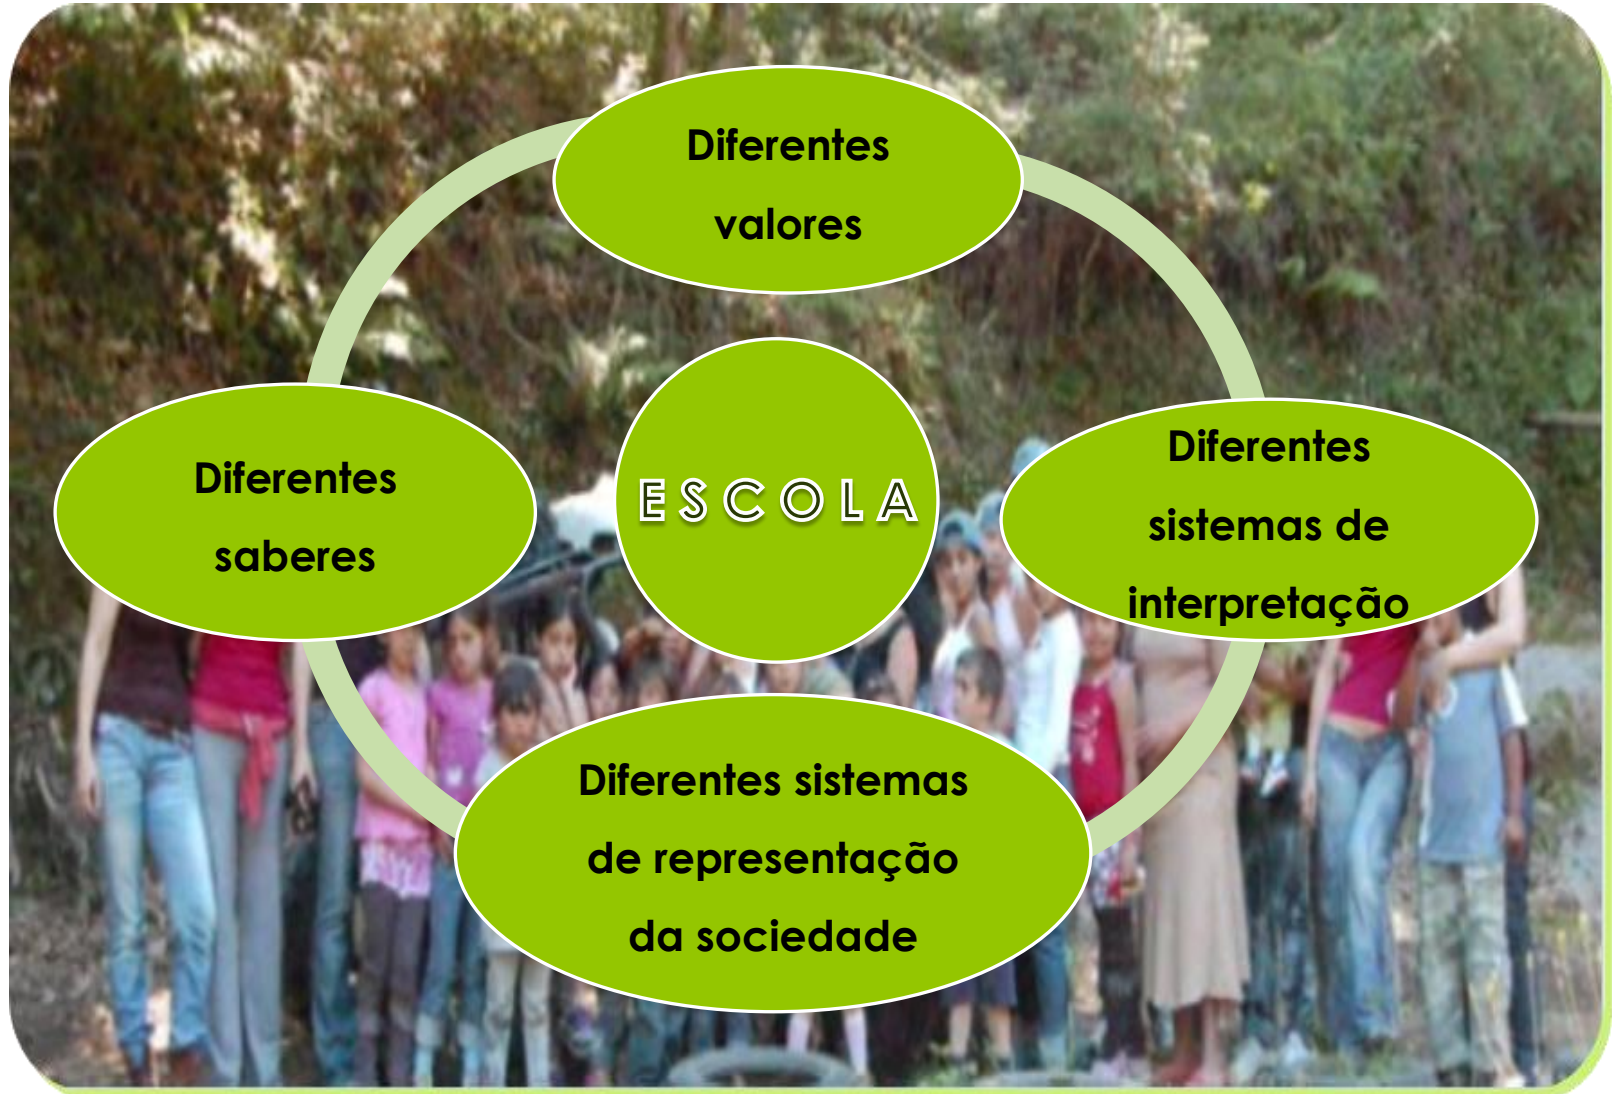 Diferentes
valores
Diferentes
saberes
ESCOLA
Diferentes
sistemas de
interpretação
Diferentes sistemas
de representação
da sociedade